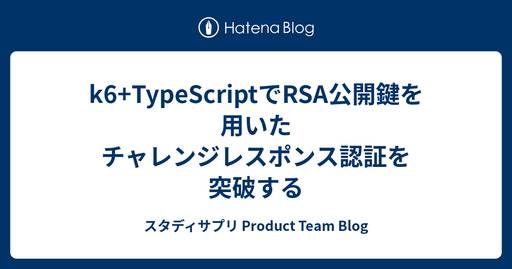 Hatena Blog
k6+TypeScriptでRSA公開鍵を
用いた
チャレンジレスポンス認証を
突破する
スタディサプリ Product Team Blog